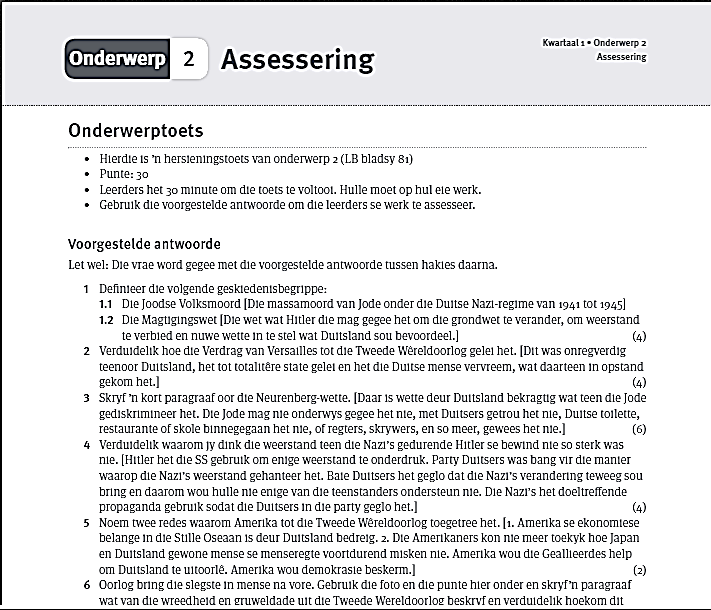 Onderwerp 2 Assessering
Kwartaal 1 • Onderwerp 2
Assessering
Onderwerptoets
• Hierdie is 'n hersieningstoets van onderwerp 2 (LB bladsy 81)
• Punte: 30
• Leerders het 30 minute om die toets te voltooi. Hulle moet op hul eie werk.
• Gebruik die voorgestelde antwoorde om die leerders se werk te assesseer.
Voorgestelde antwoorde
Let wel: Die vrae word gegee met die voorgestelde antwoorde tussen hakies daarna.
1 Definieer die volgende geskiedenisbegrippe:
1.1 Die Joodse Volksmoord [Die massamoord van Jode onder die Duitse Nazi-regime van 1941 tot 1945]
1.2 Die Magtigingswet [Die wet wat Hitler die mag gegee het om die grondwet te verander, om weerstand
te verbied en nuwe wette in te stel wat Duitsland sou bevoordeel.] (4)
2 Verduidelik hoe die Verdrag van Versailles tot die Tweede Wêreldoorlog gelei het. [Dit was onregverdig
teenoor Duitsland, het tot totalitêre state gelei en het die Duitse mense vervreem, wat daarteen in opstand
gekom het.] (4)
3 Skryf 'n kort paragraaf oor die Neurenberg-wette. [Daar is wette deur Duitsland bekragtig wat teen die Jode
gediskrimineer het. Die Jode mag nie onderwys gegee het nie, met Duitsers getrou het nie, Duitse toilette,
restaurante of skole binnegegaan het nie, of regters, skrywers, en so meer, gewees het nie.] (6)
4 Verduidelik waarom jy dink die weerstand teen die Nazi's gedurende Hitler se bewind nie so sterk was
nie. [Hitler het die SS gebruik om enige weerstand te onderdruk. Party Duitsers was bang vir die manier
waarop die Nazi's weerstand gehanteer het. Baie Duitsers het geglo dat die Nazi's verandering teweeg sou
bring en daarom wou hulle nie enige van die teenstanders ondersteun nie. Die Nazi's het doeltreffende
propaganda gebruik sodat die Duitsers in die party geglo het.] (4)
5 Noem twee redes waarom Amerika tot die Tweede Wêreldoorlog toegetree het. [1. Amerika se ekonomiese
belange in die Stille Oseaan is deur Duitsland bedreig. 2. Die Amerikaners kon nie meer toekyk hoe Japan
en Duitsland gewone mense se menseregte voortdurend misken nie. Amerika wou die Geallieerdes help
om Duitsland te uitoorlê. Amerika wou demokrasie beskerm.] (2)
6 Oorlog bring die slegste in mense na vore. Gebruik die foto en die punte hier onder en skryf 'n paragraaf
wat van die wreedheid en gruweldade uit die Tweede Wêreldoorlog beskryf en verduidelik hoekom dit